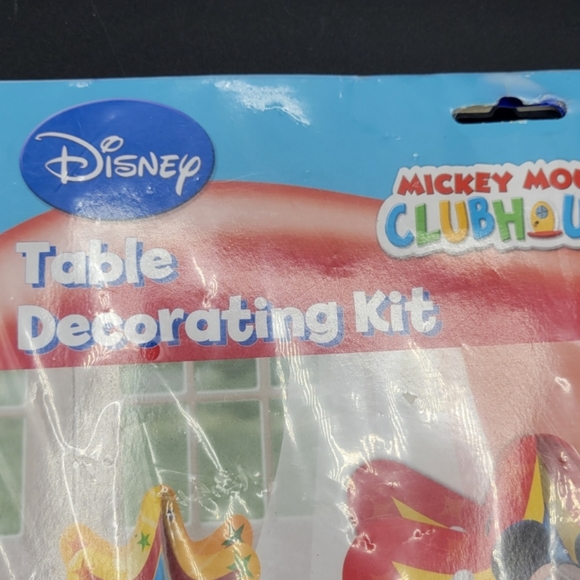 Disney
MICKEY MOU
CLUBHOU
Table
Decorating Kit